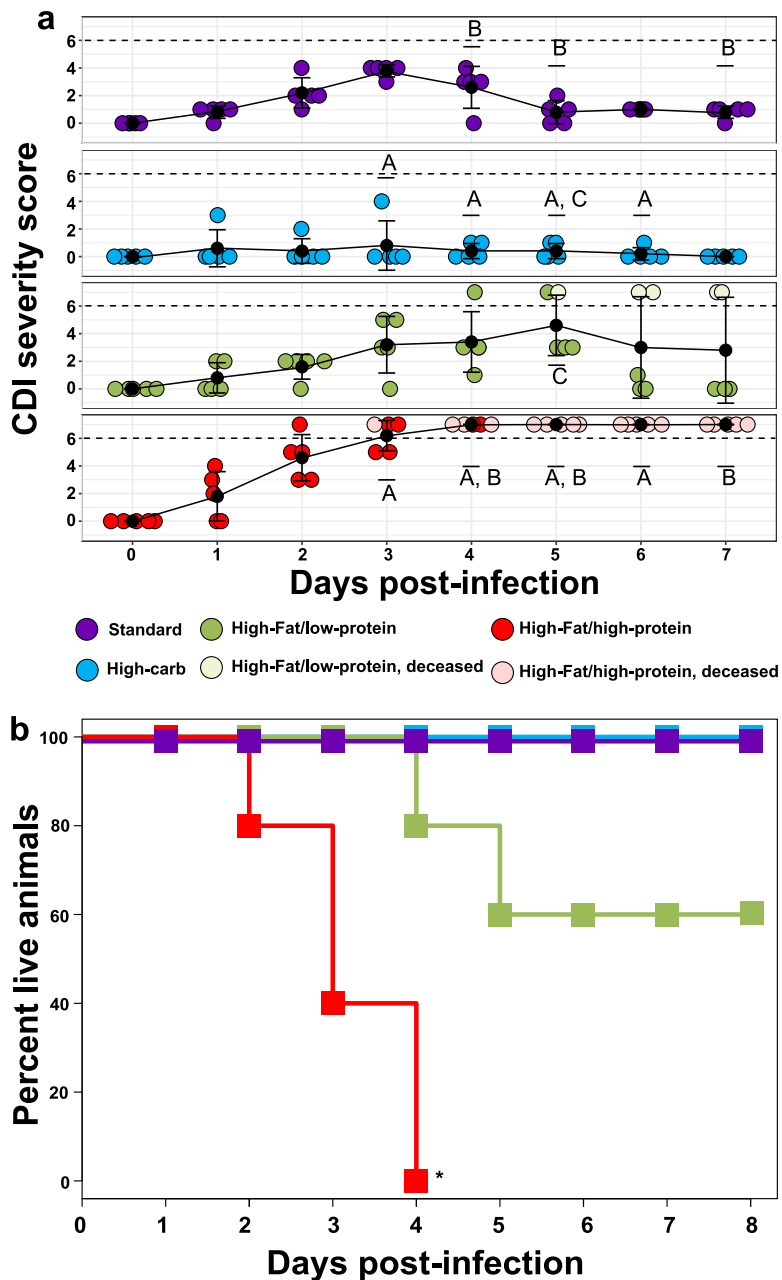 a
CDI severity score
6
4
2
0
B
B
B
6
4
2
0
A
A
A, C
A
6
4
2
0
C
6
4
2
0
A
A, B
A, B
A
B
0 1 2 3 4 5 6 7
Days post-infection
Standard High-Fat/low-protein High-Fat/high-protein
High-carb High-Fat/low-protein, deceased High-Fat/high-protein, deceased
b
Percent live animals
100
80
60
40
20
0
*
0 1 2 3 4 5 6 7 8
Days post-infection